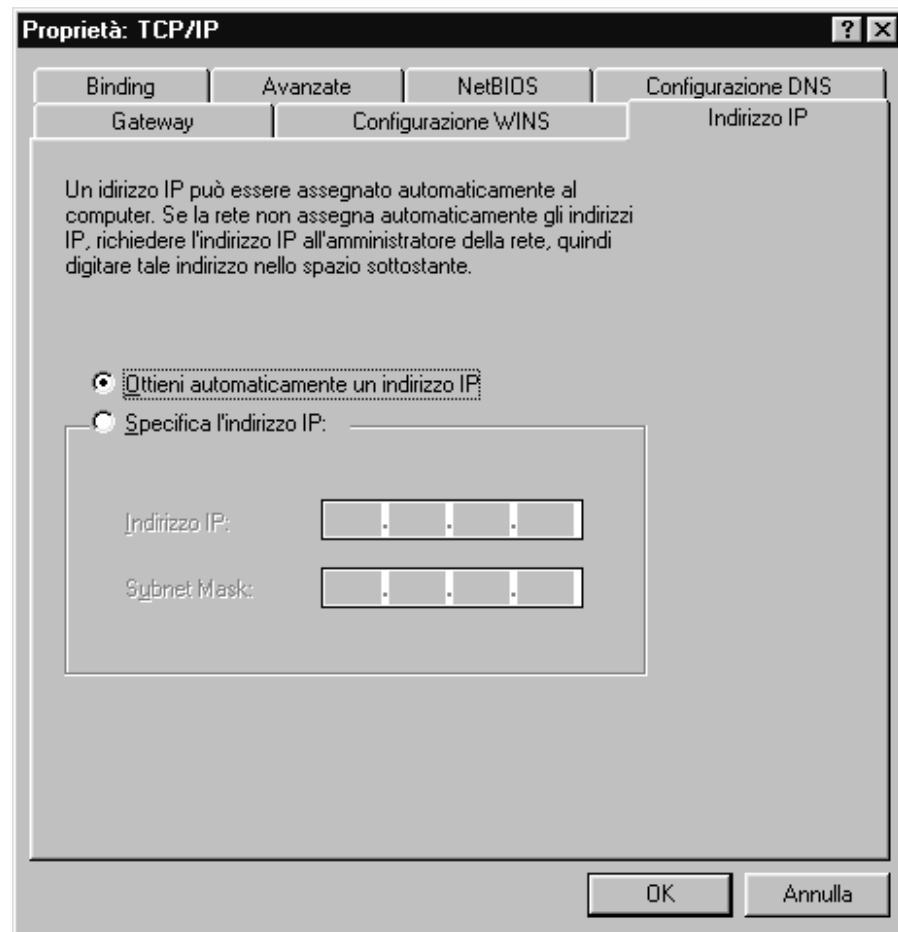 Proprietà: TCP/IP
Binding Avanzate NetBIOS Configurazione DNS
Gateway Configurazione WINS Indirizzo IP
Un idirizzo IP può essere assegnato automaticamente al
computer. Se la rete non assegna automaticamente gli indirizzi
IP, richiedere l'indirizzo IP all'amministratore della rete, quindi
digitare tale indirizzo nello spazio sottostante.
Ottieni automaticamente un indirizzo IP
Specifica l'indirizzo IP:
Indirizzo IP: . . .
Subnet Mask: . . .
OK Annulla